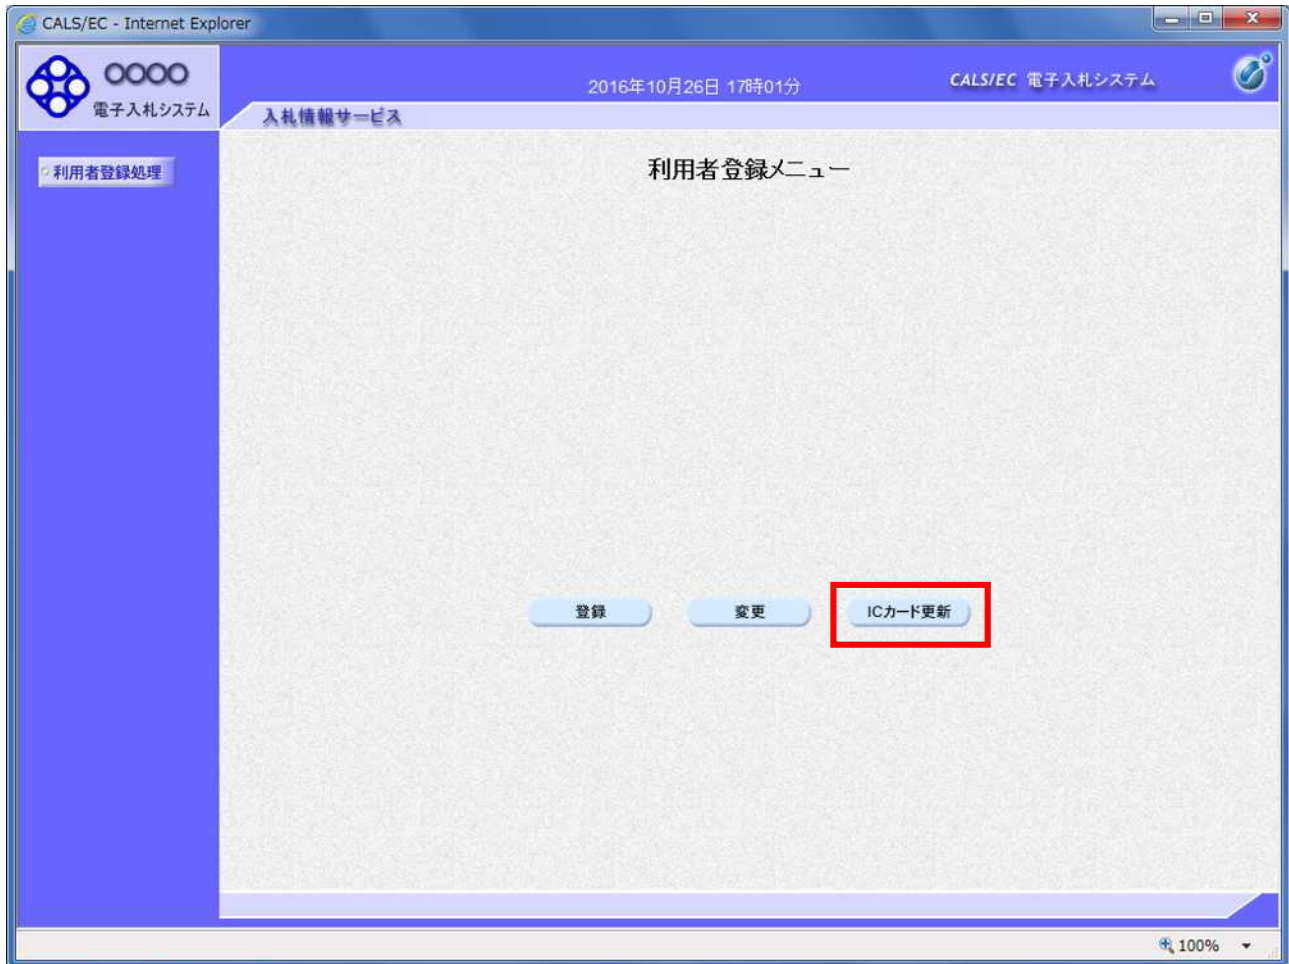 CALS/EC - Internet Explorer
〇〇〇〇
電子入札システム
2016年10月26日 17時01分
CALS/EC 電子入札システム
入札情報サービス
利用者登録処理
利用者登録メニュー
登録
変更
ICカード更新
100%